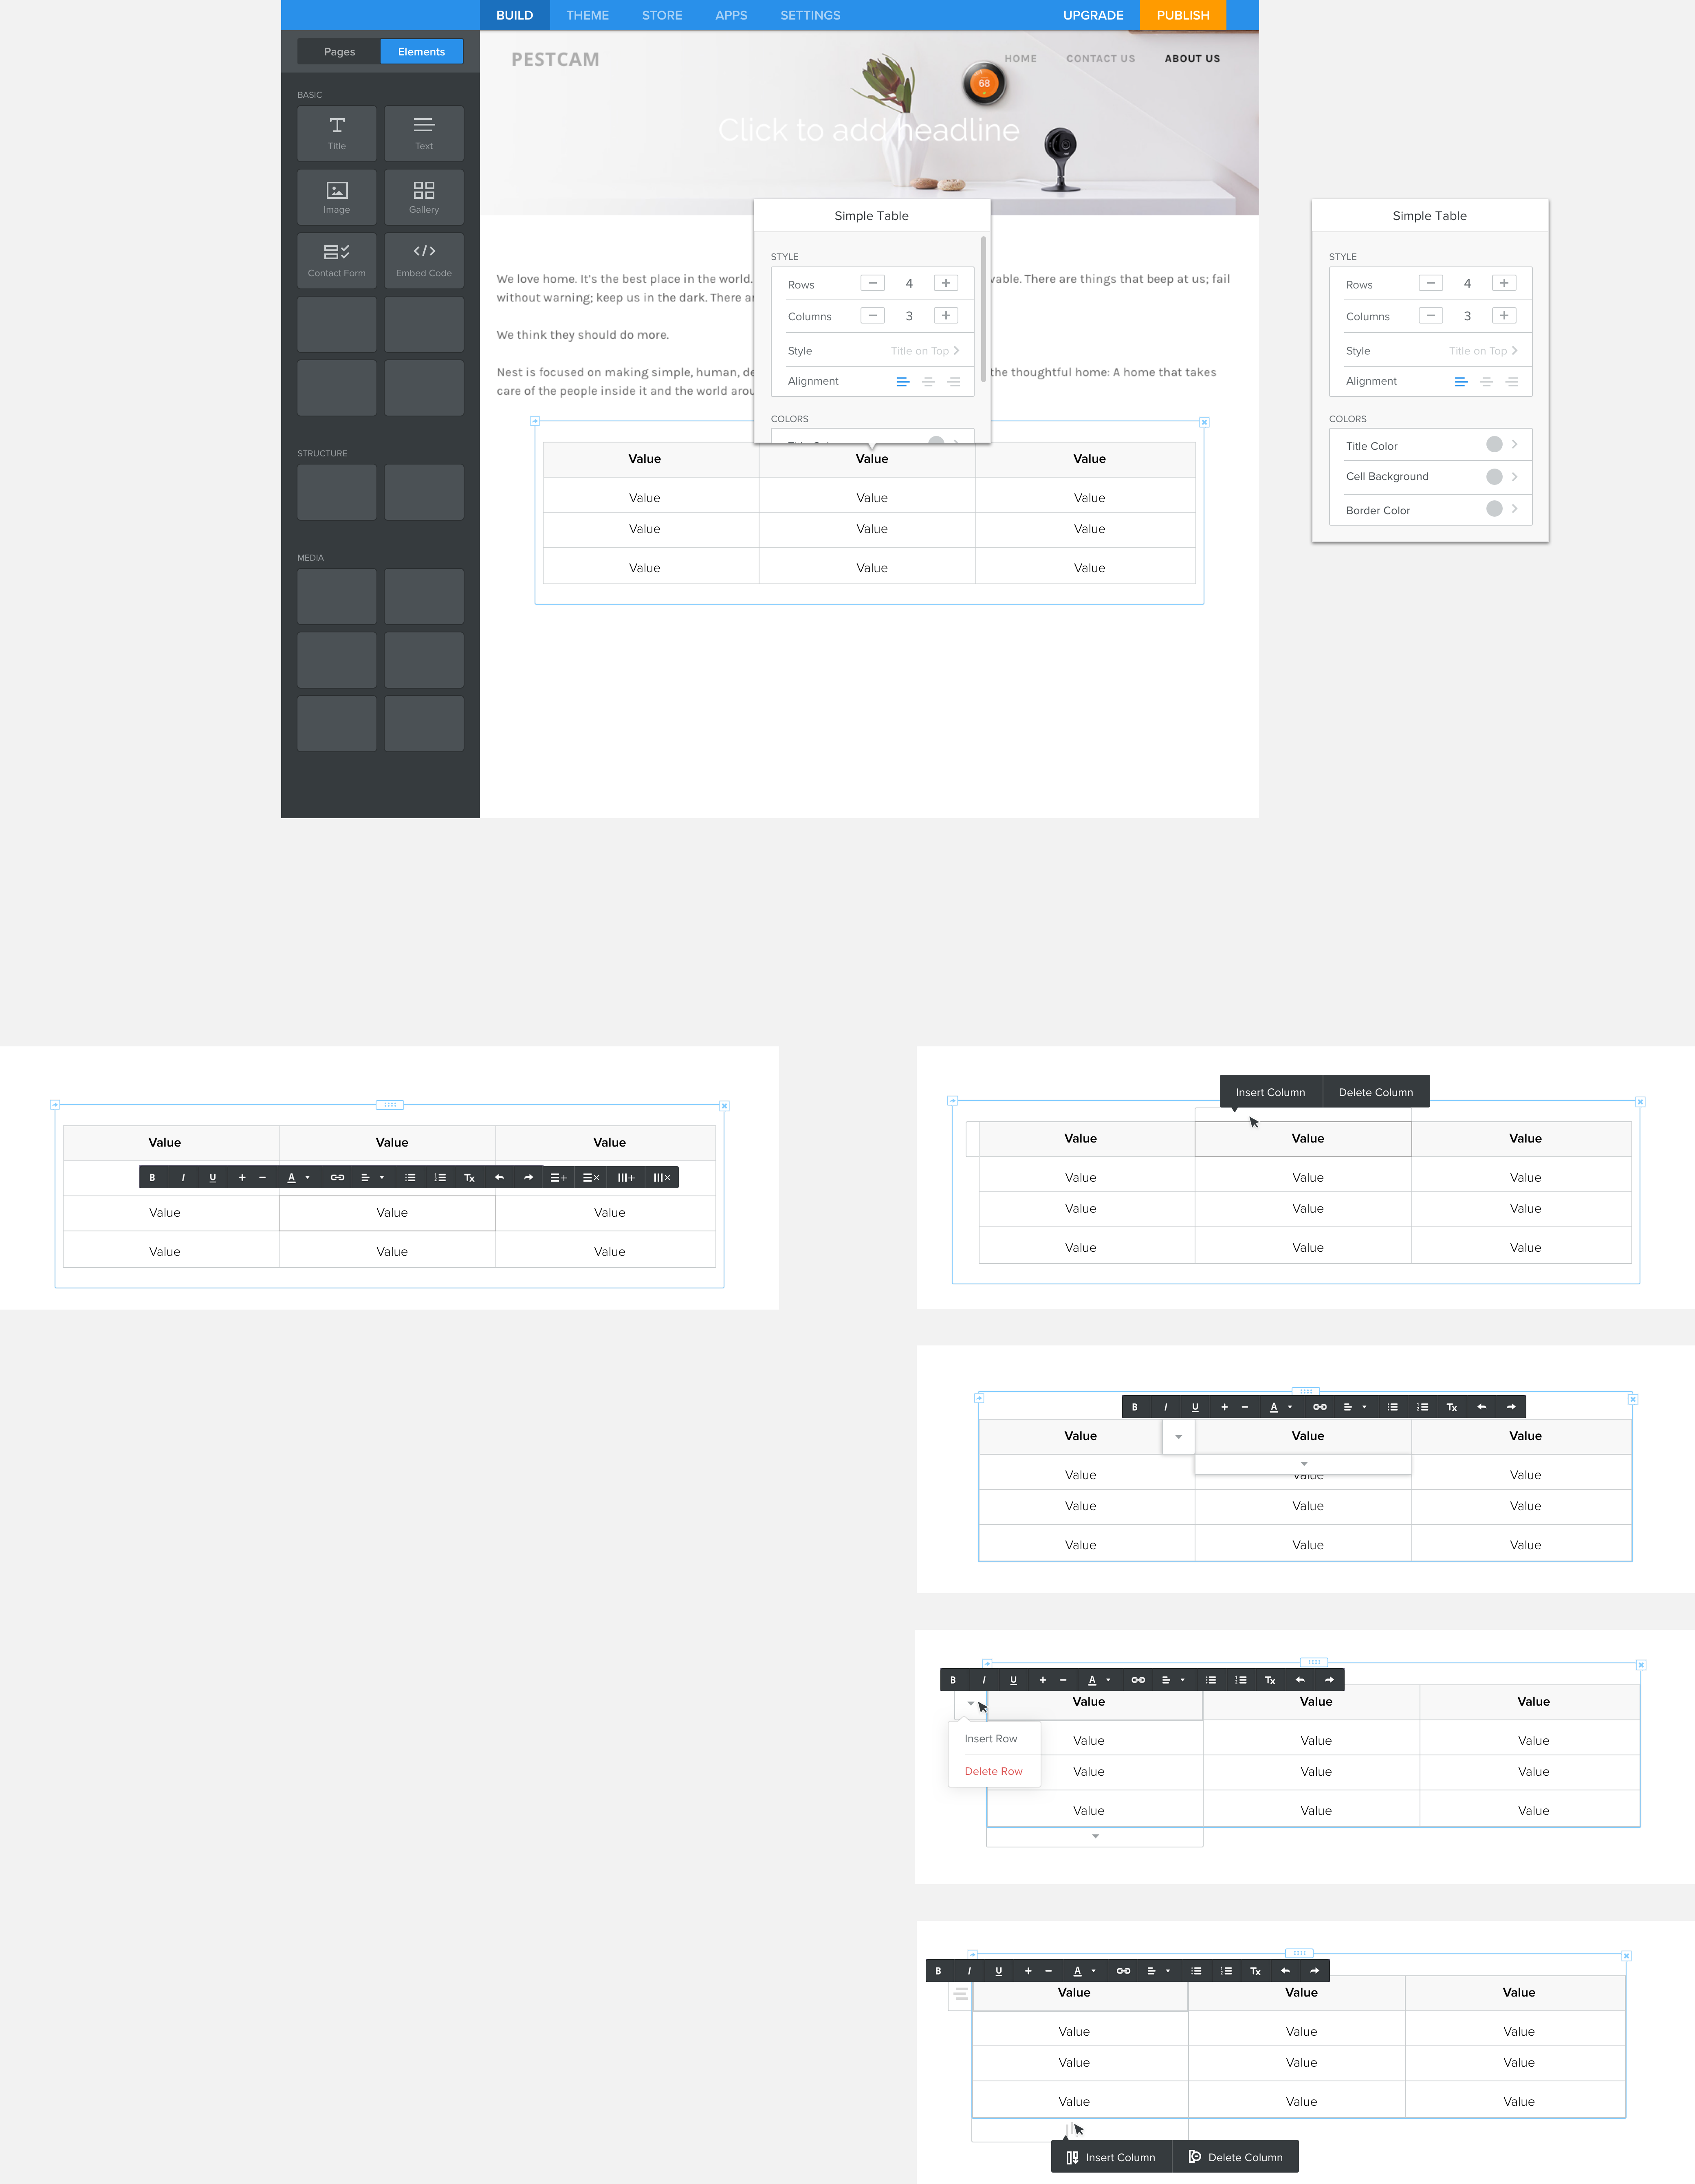 BUILD THEME STORE APPS SETTINGS UPGRADE PUBLISH
Pages Elements
PESTCAM HOME CONTACT US ABOUT US
68
Click to add headline
BASIC
Title Text
Image Gallery
Contact Form Embed Code
STRUCTURE
MEDIA
We love home. It's the best place in the world. There are things that beep at us; fail
without warning; keep us in the dark. There
We think they should do more.
Nest is focused on making simple, human, the thoughtful home: A home that takes
care of the people inside it and the world
Simple Table
STYLE
Rows 4
Columns 3
Style Title on Top
Alignment
COLORS
Value Value Value
Value Value Value
Value Value Value
Value Value Value
Simple Table
STYLE
Rows 4
Columns 3
Style Title on Top
Alignment
COLORS
Title Color
Cell Background
Border Color
Value Value Value
B I U + − A Tx
Value Value Value
Value Value Value
Insert Column Delete Column
Value Value Value
Value Value Value
Value Value Value
Value Value Value
B I U + − A Tx
Value Value Value
Value Value Value
Value Value Value
Value Value Value
B I U + − A Tx
Value Value Value
Insert Row
Delete Row
Value Value Value
Value Value Value
Value Value Value
B I U + − A Tx
Value Value Value
Value Value Value
Value Value Value
Value Value Value
Insert Column Delete Column